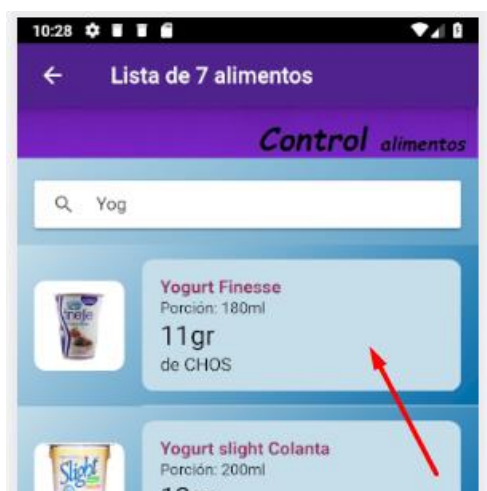 10:28
Lista de 7 alimentos
Control alimentos
Yog
Yogurt Finesse
Porción: 180ml
11gr
de CHOS
Slight
Yogurt slight Colanta
Porción: 200ml